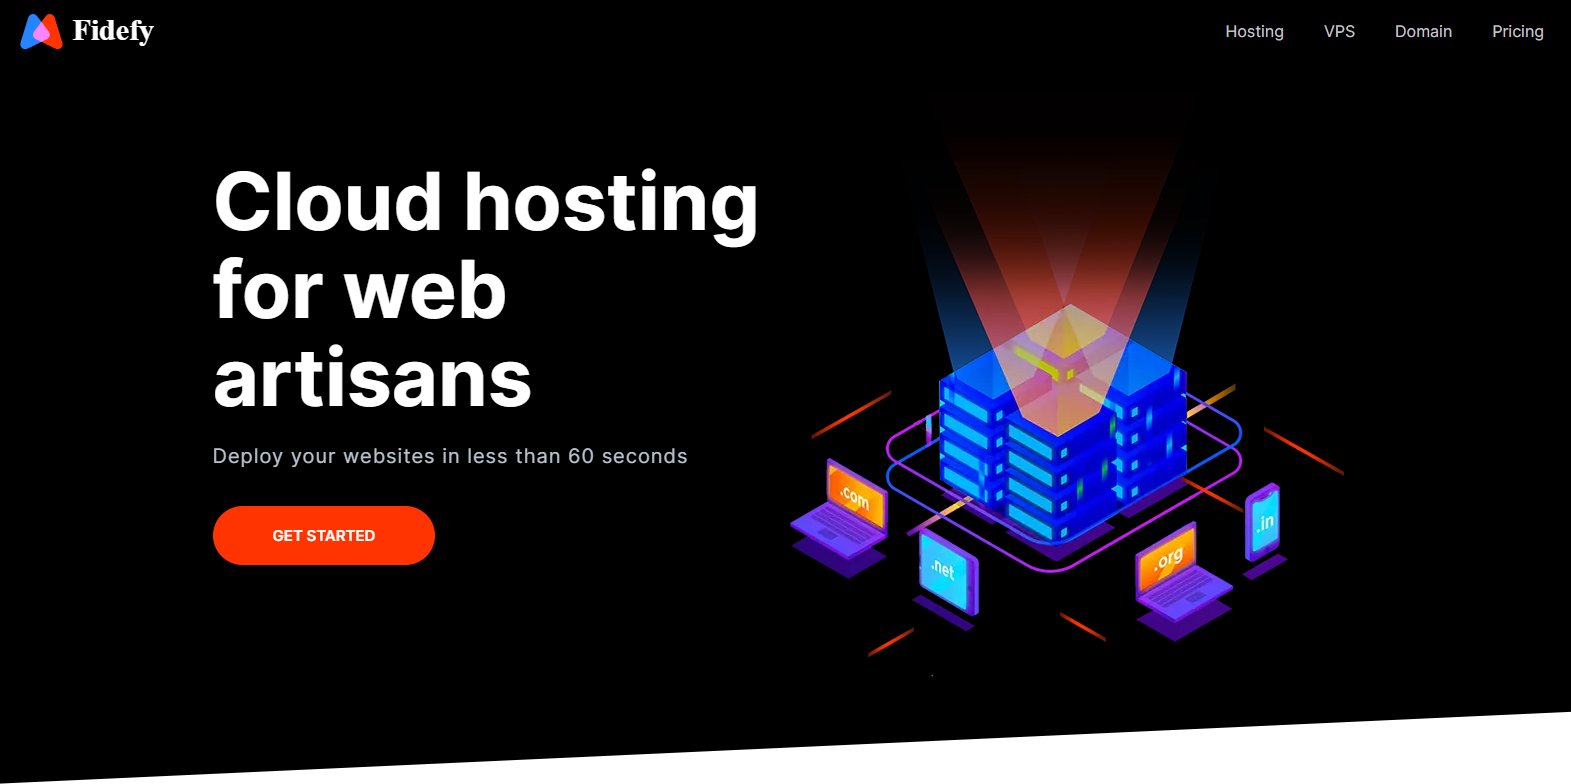 Fidefy
Hosting VPS Domain Pricing
Cloud hosting
for web
artisans
Deploy your websites in less than 60 seconds
GET STARTED
.com
.net
.org
.in